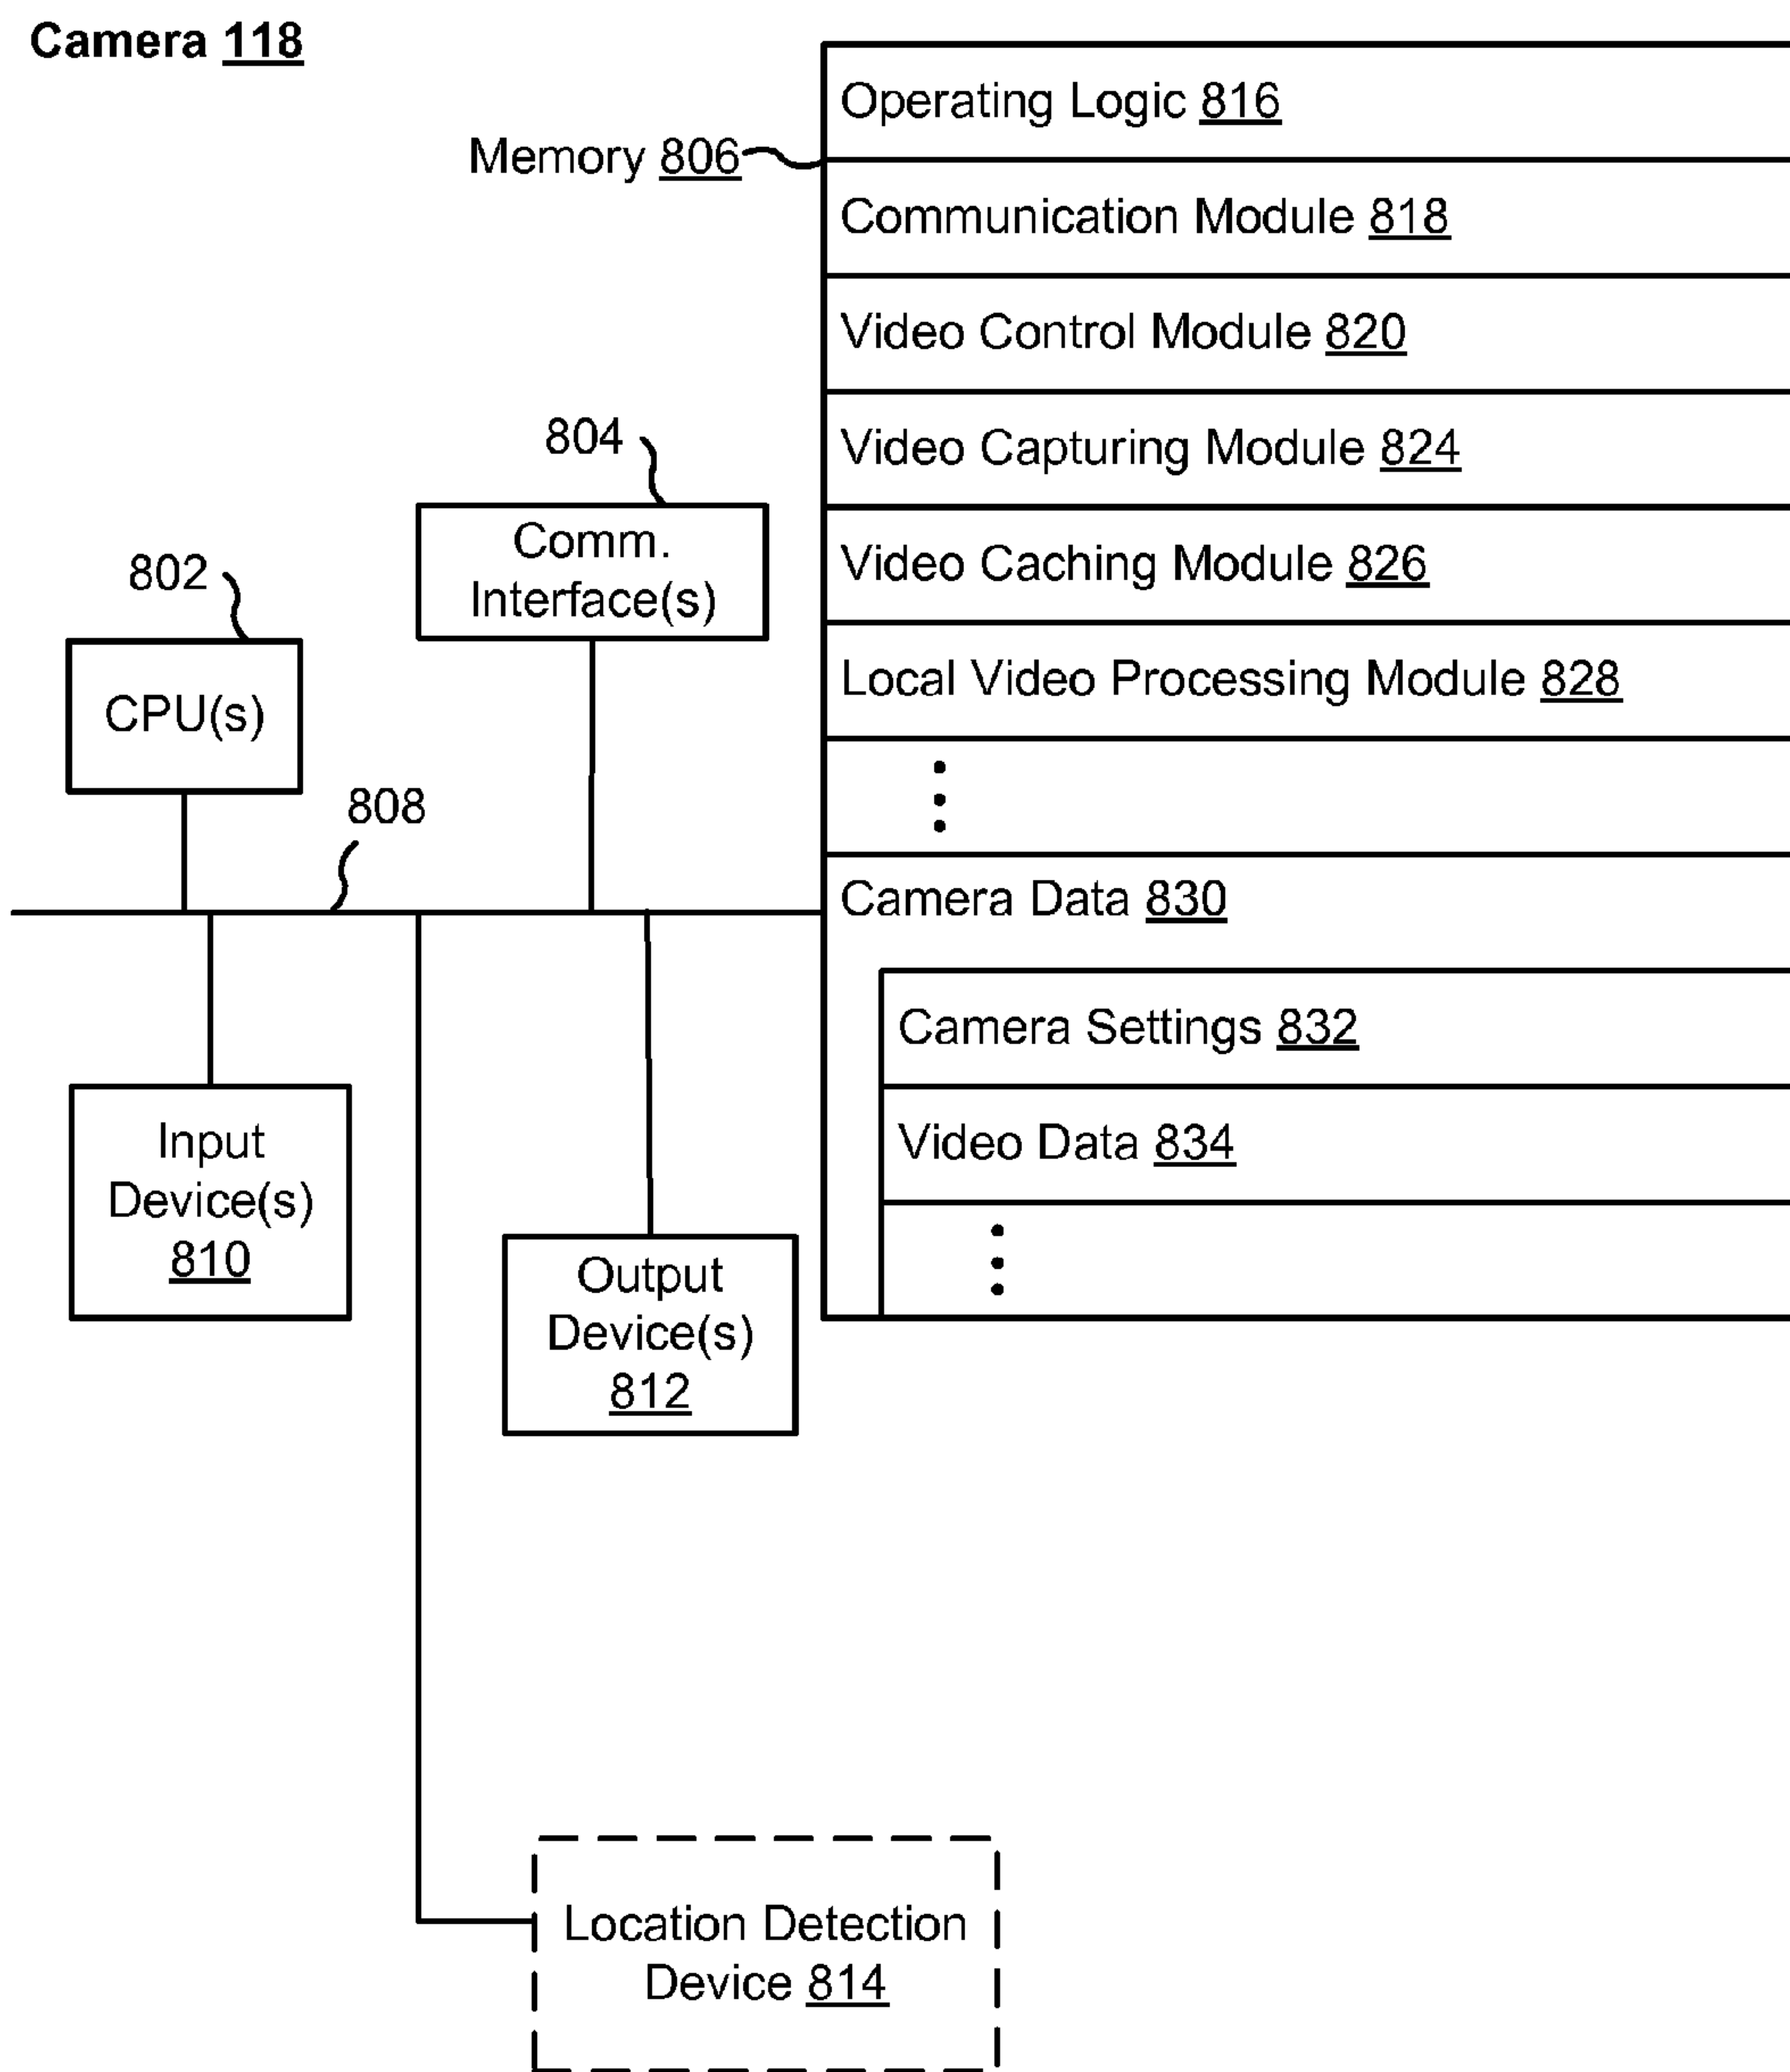 Camera 118
Operating Logic 816
Memory 806
Communication Module 818
Video Control Module 820
804
Video Capturing Module 824
Comm.
Interface(s)
802
Video Caching Module 826
CPU(s)
Local Video Processing Module 828
808
Camera Data 830
Camera Settings 832
Input
Device(s)
810
Video Data 834
Output
Device(s)
812
Location Detection
Device 814